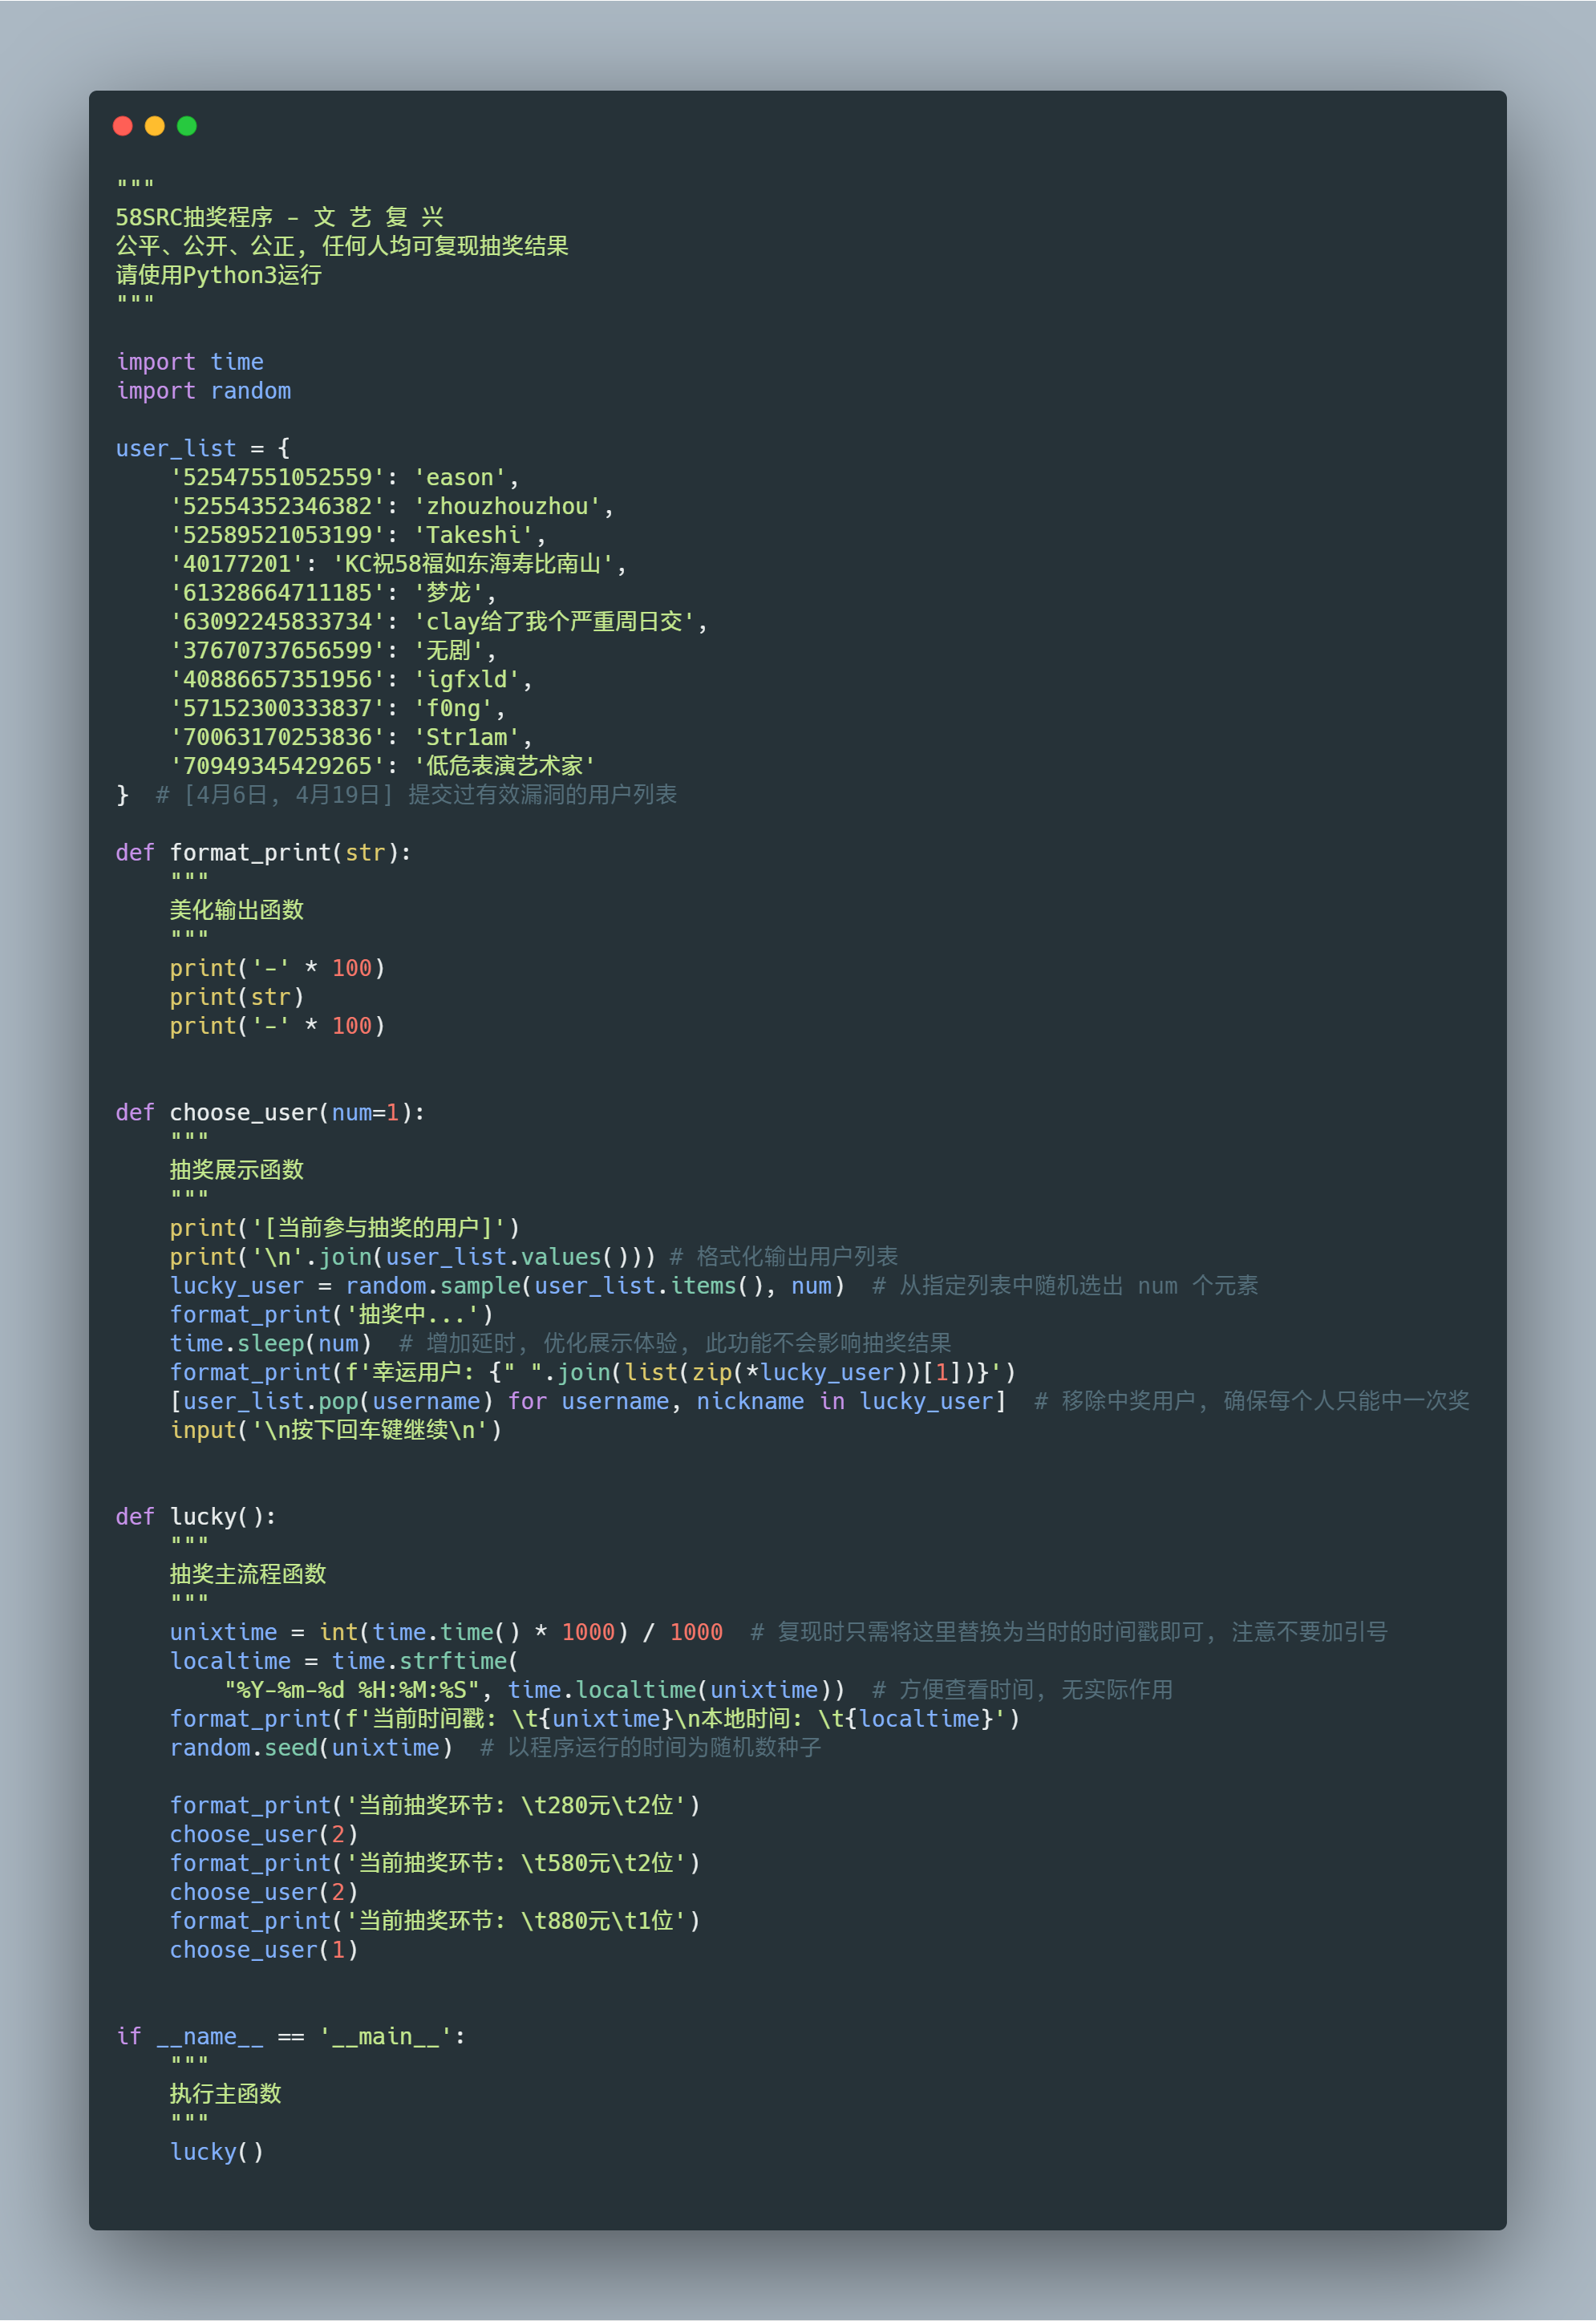 """
58SRC抽奖程序 - 文 艺 复 兴
公平、公开、公正, 任何人均可复现抽奖结果
请使用Python3运行
"""
import time
import random
user_list = {
    '52547551052559': 'eason',
    '52554352346382': 'zhouzhouzhou',
    '52589521053199': 'Takeshi',
    '40177201': 'KC祝58福如东海寿比南山',
    '61328664711185': '梦龙',
    '63092245833734': 'clay给了我个严重周日交',
    '37670737656599': '无剧',
    '40886657351956': 'igfxld',
    '57152300333837': 'f0ng',
    '70063170253836': 'Str1am',
    '70949345429265': '低危表演艺术家'
}  # [4月6日, 4月19日] 提交过有效漏洞的用户列表
def format_print(str):
    """
    美化输出函数
    """
    print('-' * 100)
    print(str)
    print('-' * 100)
def choose_user(num=1):
    """
    抽奖展示函数
    """
    print('[当前参与抽奖的用户]')
    print('\n'.join(user_list.values())) # 格式化输出用户列表
    lucky_user = random.sample(user_list.items(), num)  # 从指定列表中随机选出 num 个元素
    format_print('抽奖中...')
    time.sleep(num)  # 增加延时, 优化展示体验, 此功能不会影响抽奖结果
    format_print(f'幸运用户: {" ".join(list(zip(*lucky_user))[1])}')
    [user_list.pop(username) for username, nickname in lucky_user]  # 移除中奖用户, 确保每个人只能中一次奖
    input('\n按下回车键继续\n')
def lucky():
    """
    抽奖主流程函数
    """
    unixtime = int(time.time() * 1000) / 1000  # 复现时只需将这里替换为当时的时间戳即可, 注意不要加引号
    localtime = time.strftime(
        "%Y-%m-%d %H:%M:%S", time.localtime(unixtime))  # 方便查看时间, 无实际作用
    format_print(f'当前时间戳: \t{unixtime}\n本地时间: \t{localtime}')
    random.seed(unixtime)  # 以程序运行的时间为随机数种子
    format_print('当前抽奖环节: \t280元\t2位')
    choose_user(2)
    format_print('当前抽奖环节: \t580元\t2位')
    choose_user(2)
    format_print('当前抽奖环节: \t880元\t1位')
    choose_user(1)
if __name__ == '__main__':
    """
    执行主函数
    """
    lucky()